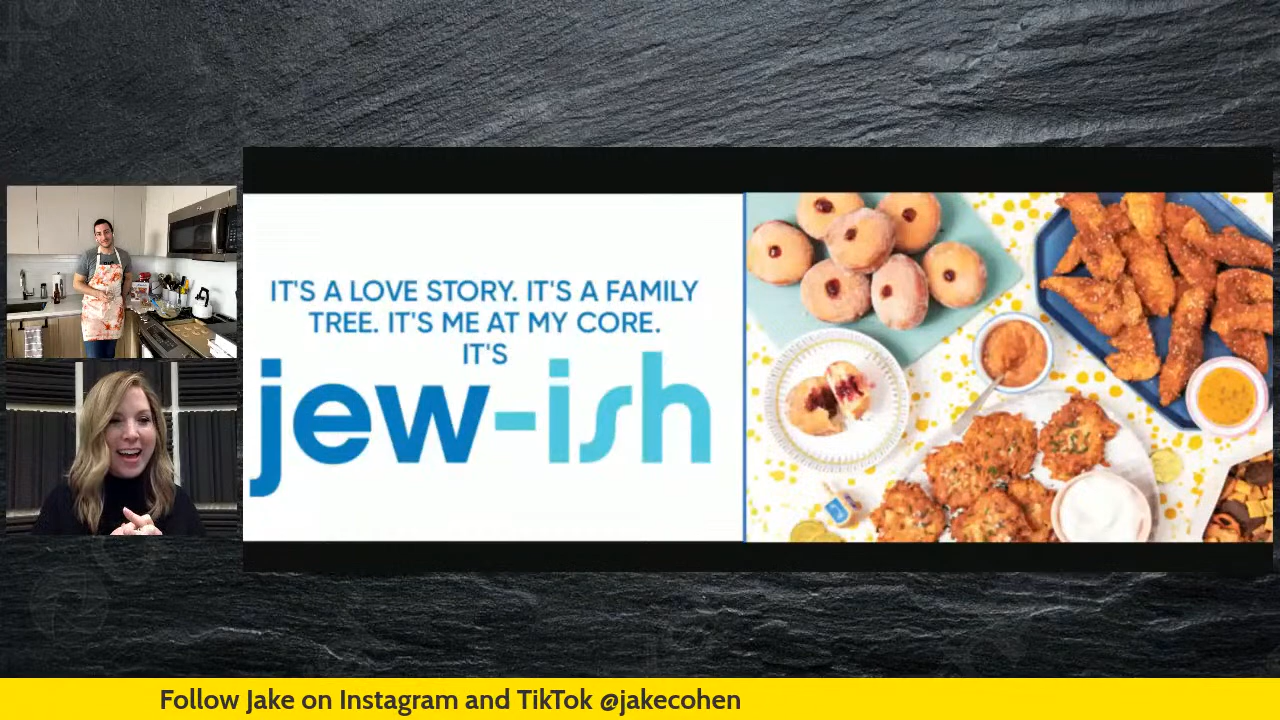 IT'S A LOVE STORY. IT'S A FAMILY
TREE. IT'S ME AT MY CORE.
IT'S
jew-ish
Follow Jake on Instagram and TikTok @jakecohen